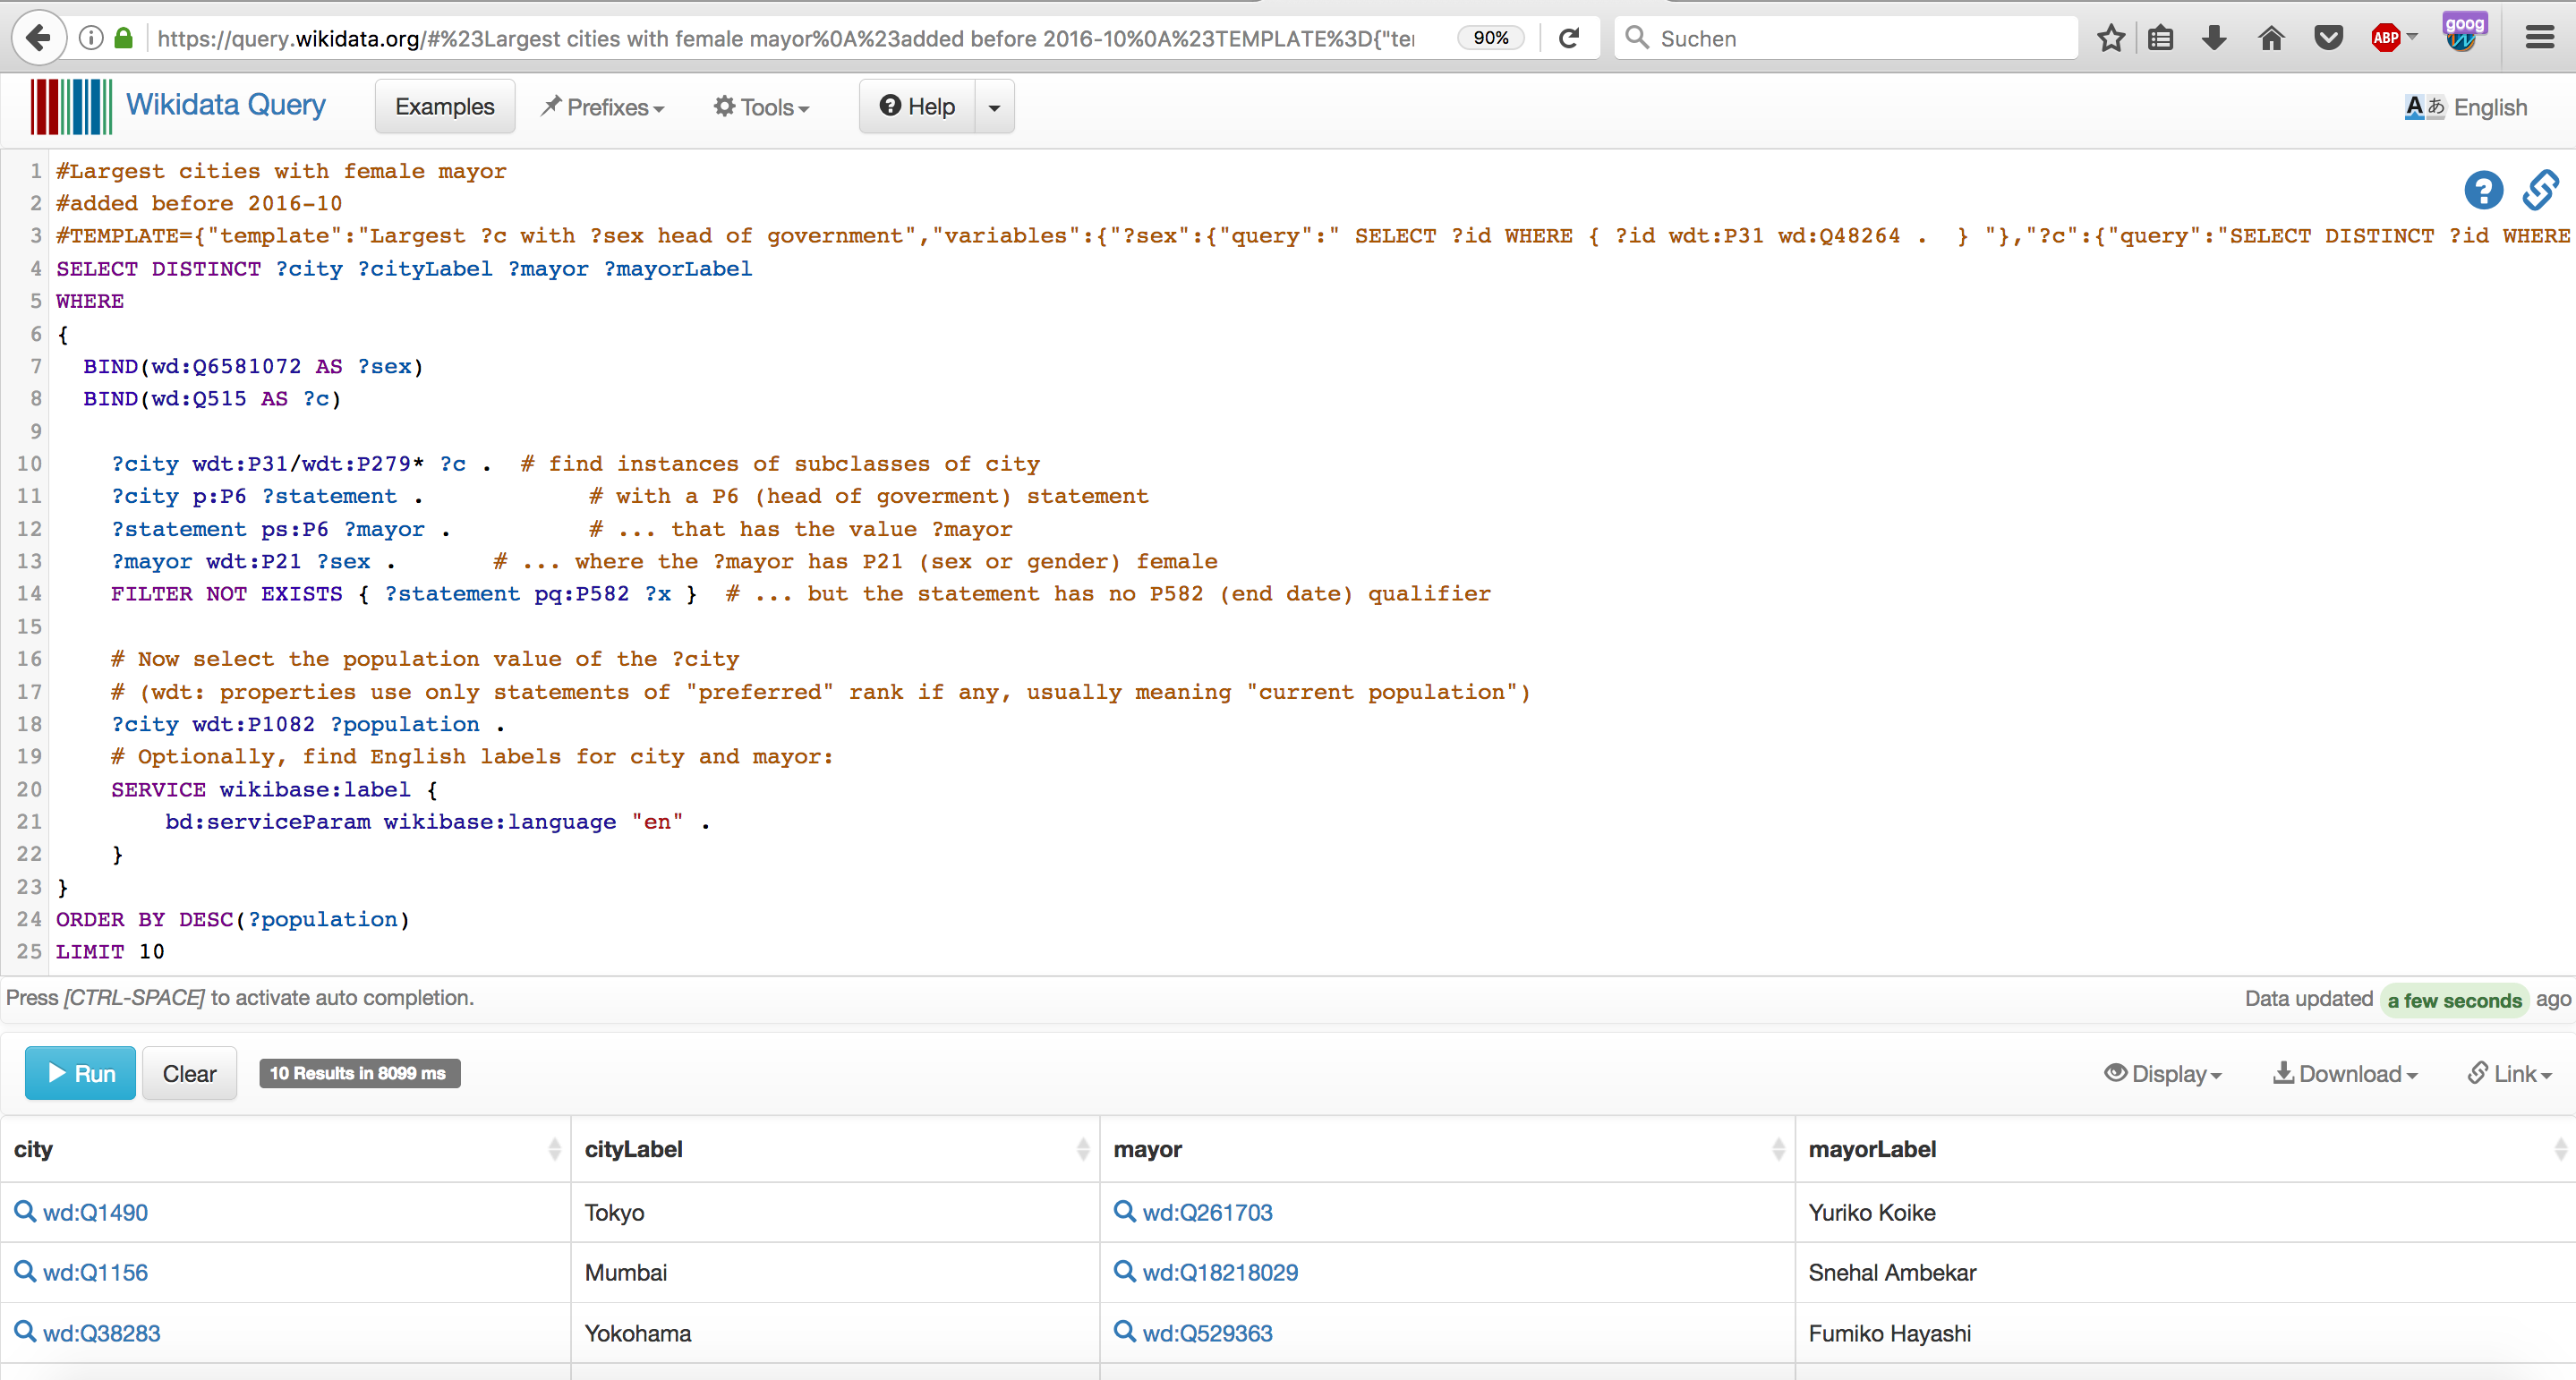 https://query.wikidata.org/#%23Largest cities with female mayor%0A%23added before 2016-10%0A%23TEMPLATE%3D{"te
90%
Suchen
ABP
goog
Wikidata Query
Examples
Prefixes
Tools
Help
Aあ English
1 #Largest cities with female mayor
2 #added before 2016-10
3 #TEMPLATE={"template":"Largest ?c with ?sex head of government","variables":{"?sex":{"query":" SELECT ?id WHERE { ?id wdt:P31 wd:Q48264 .  } "},"?c":{"query":"SELECT DISTINCT ?id WHERE
4 SELECT DISTINCT ?city ?cityLabel ?mayor ?mayorLabel
5 WHERE
6 {
7   BIND(wd:Q6581072 AS ?sex)
8   BIND(wd:Q515 AS ?c)
9
10     ?city wdt:P31/wdt:P279* ?c .  # find instances of subclasses of city
11     ?city p:P6 ?statement .            # with a P6 (head of goverment) statement
12     ?statement ps:P6 ?mayor .          # ... that has the value ?mayor
13     ?mayor wdt:P21 ?sex .       # ... where the ?mayor has P21 (sex or gender) female
14     FILTER NOT EXISTS { ?statement pq:P582 ?x }  # ... but the statement has no P582 (end date) qualifier
15
16     # Now select the population value of the ?city
17     # (wdt: properties use only statements of "preferred" rank if any, usually meaning "current population")
18     ?city wdt:P1082 ?population .
19     # Optionally, find English labels for city and mayor:
20     SERVICE wikibase:label {
21         bd:serviceParam wikibase:language "en" .
22     }
23 }
24 ORDER BY DESC(?population)
25 LIMIT 10
Press [CTRL-SPACE] to activate auto completion.
Data updated a few seconds ago
Run
Clear
10 Results in 8099 ms
Display
Download
Link
city cityLabel mayor mayorLabel
wd:Q1490 Tokyo wd:Q261703 Yuriko Koike
wd:Q1156 Mumbai wd:Q18218029 Snehal Ambekar
wd:Q38283 Yokohama wd:Q529363 Fumiko Hayashi